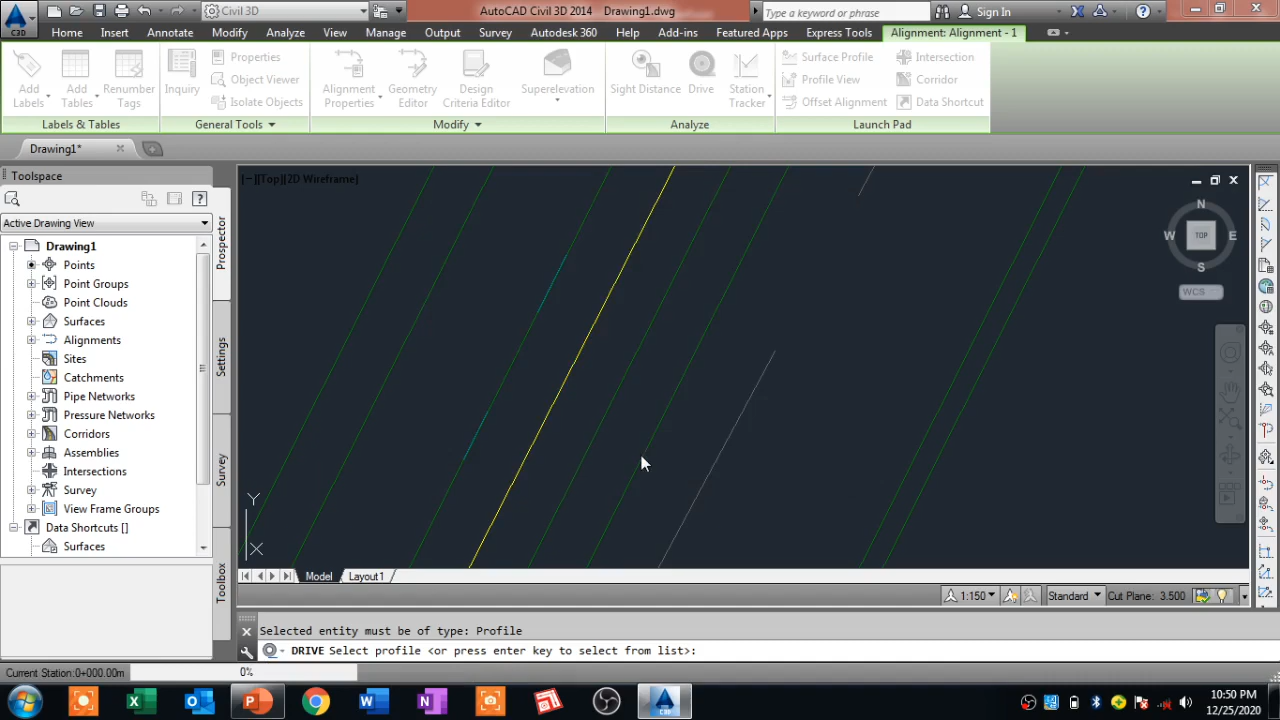 C3D
Civil 3D
AutoCAD Civil 3D 2014 Drawing1.dwg
Type a keyword or phrase
Sign In
Home Insert Annotate Modify Analyze View Manage Output Survey Autodesk 360 Help Add-ins Featured Apps Express Tools Alignment: Alignment - 1
Add Labels
Add Tables
Renumber Tags
Labels & Tables
Inquiry
Properties
Object Viewer
Isolate Objects
General Tools
Alignment Properties
Geometry Editor
Design Criteria Editor
Superelevation
Modify
Sight Distance
Drive
Station Tracker
Analyze
Surface Profile
Profile View
Offset Alignment
Intersection
Corridor
Data Shortcut
Launch Pad
Drawing1*
Toolspace
Active Drawing View
Drawing1
Points
Point Groups
Point Clouds
Surfaces
Alignments
Sites
Catchments
Pipe Networks
Pressure Networks
Corridors
Assemblies
Intersections
Survey
View Frame Groups
Data Shortcuts []
Surfaces
Prospector
Settings
Survey
Toolbox
[−][Top][2D Wireframe]
N
W TOP E
S
WCS
Y
X
Model Layout1
1:150 Standard Cut Plane: 3.500
Selected entity must be of type: Profile
DRIVE Select profile <or press enter key to select from list>:
Current Station:0+000.00m 0%
10:50 PM
12/25/2020